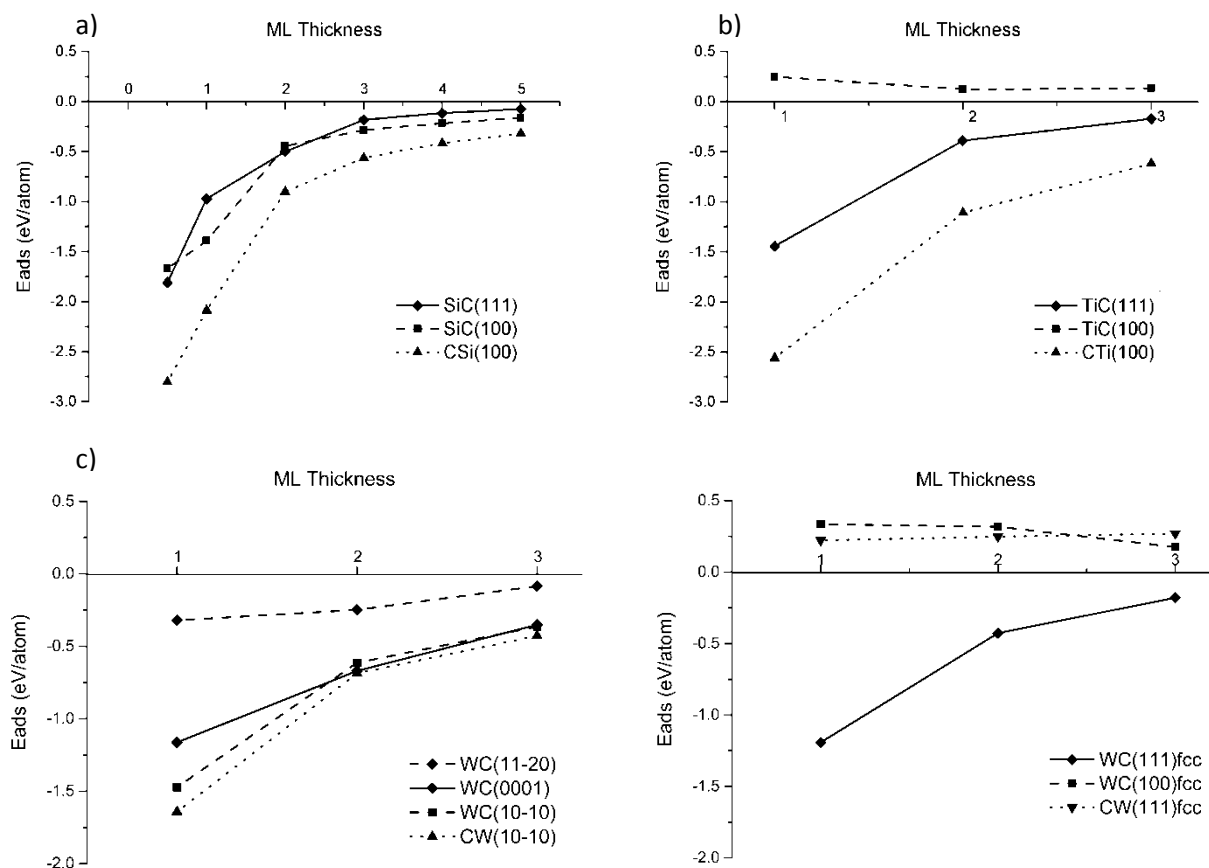 a)
ML Thickness
0.5
0 1 2 3 4 5
0.0
-0.5
-1.0
-1.5
-2.0
-2.5
-3.0
Eads (eV/atom)
SiC(111)
SiC(100)
CSi(100)
b)
ML Thickness
0.5
0.0
1 2 3
-0.5
-1.0
-1.5
-2.0
-2.5
-3.0
Eads (eV/atom)
TiC(111)
TiC(100)
CTi(100)
c)
ML Thickness
0.5
1 2 3
0.0
-0.5
-1.0
-1.5
-2.0
Eads (eV/atom)
WC(11-20)
WC(0001)
WC(10-10)
CW(10-10)
ML Thickness
0.5
1 2 3
0.0
-0.5
-1.0
-1.5
-2.0
Eads (eV/atom)
WC(111)fcc
WC(100)fcc
CW(111)fcc